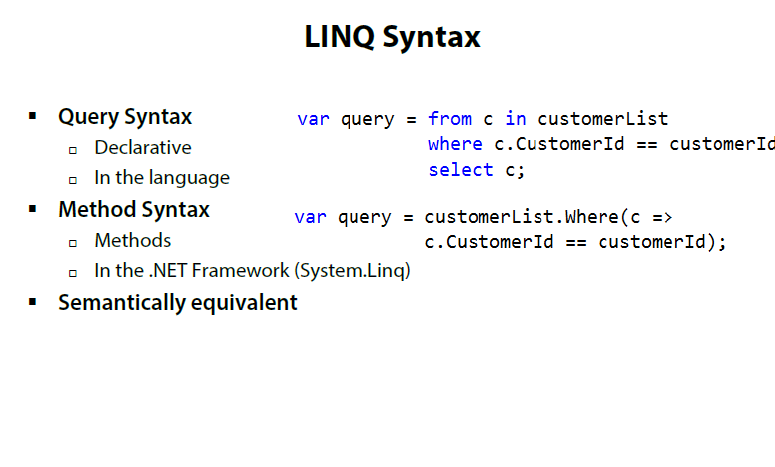 LINQ Syntax
▪ Query Syntax
▫ Declarative
▫ In the language
var query = from c in customerList
where c.CustomerId == customerId
select c;
▪ Method Syntax
▫ Methods
▫ In the .NET Framework (System.Linq)
var query = customerList.Where(c =>
c.CustomerId == customerId);
▪ Semantically equivalent